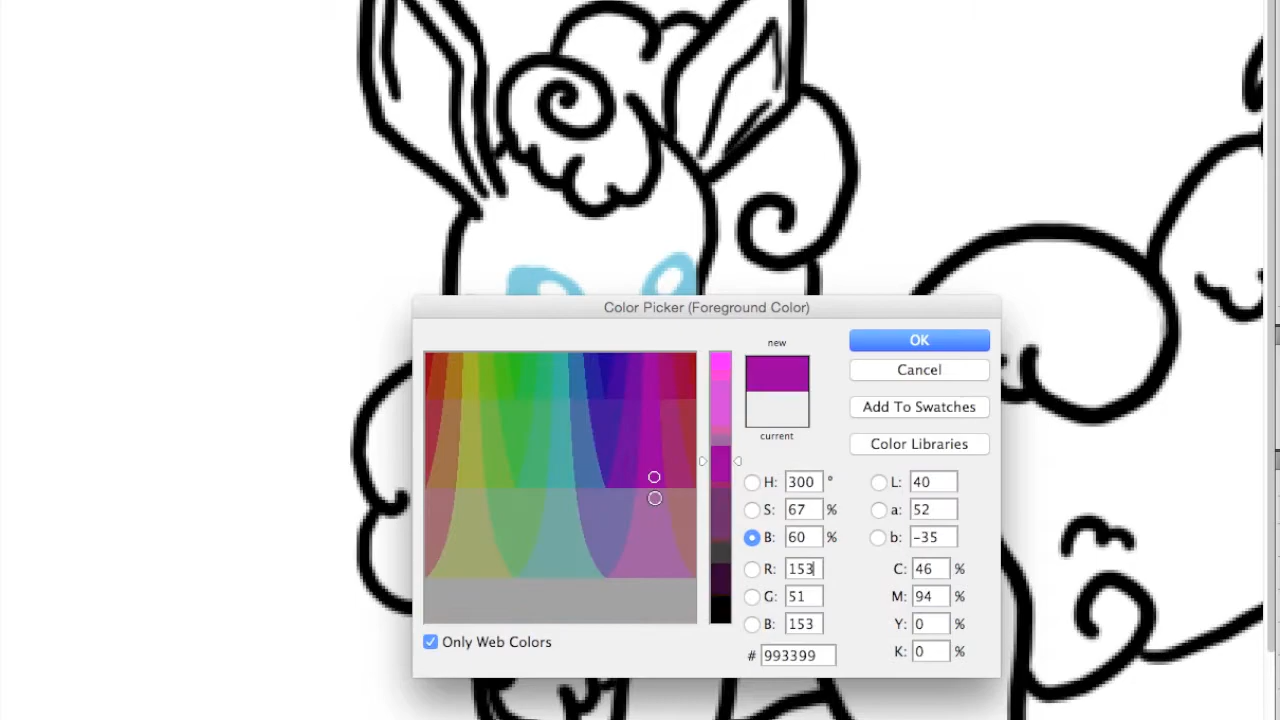 Color Picker (Foreground Color)
new
current
OK
Cancel
Add To Swatches
Color Libraries
H: 300 °
S: 67 %
B: 60 %
R: 153
G: 51
B: 153
# 993399
L: 40
a: 52
b: -35
C: 46 %
M: 94 %
Y: 0 %
K: 0 %
Only Web Colors